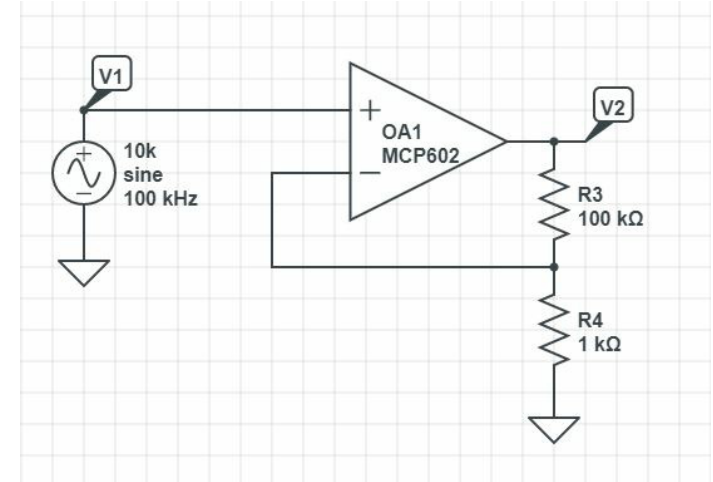 V1
10k
sine
100 kHz
+
−
+
−
OA1
MCP602
V2
R3
100 kΩ
R4
1 kΩ